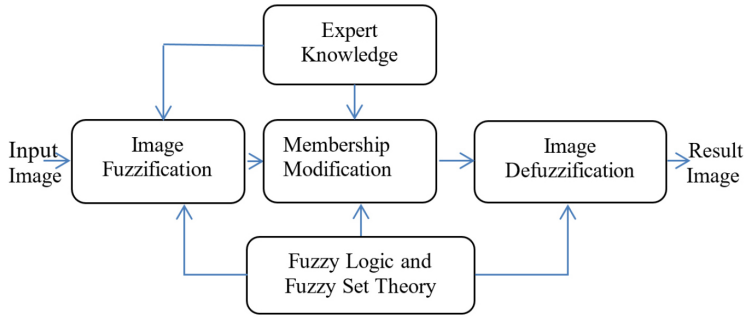 Expert
Knowledge
Input
Image
Image
Fuzzification
Membership
Modification
Image
Defuzzification
Result
Image
Fuzzy Logic and
Fuzzy Set Theory